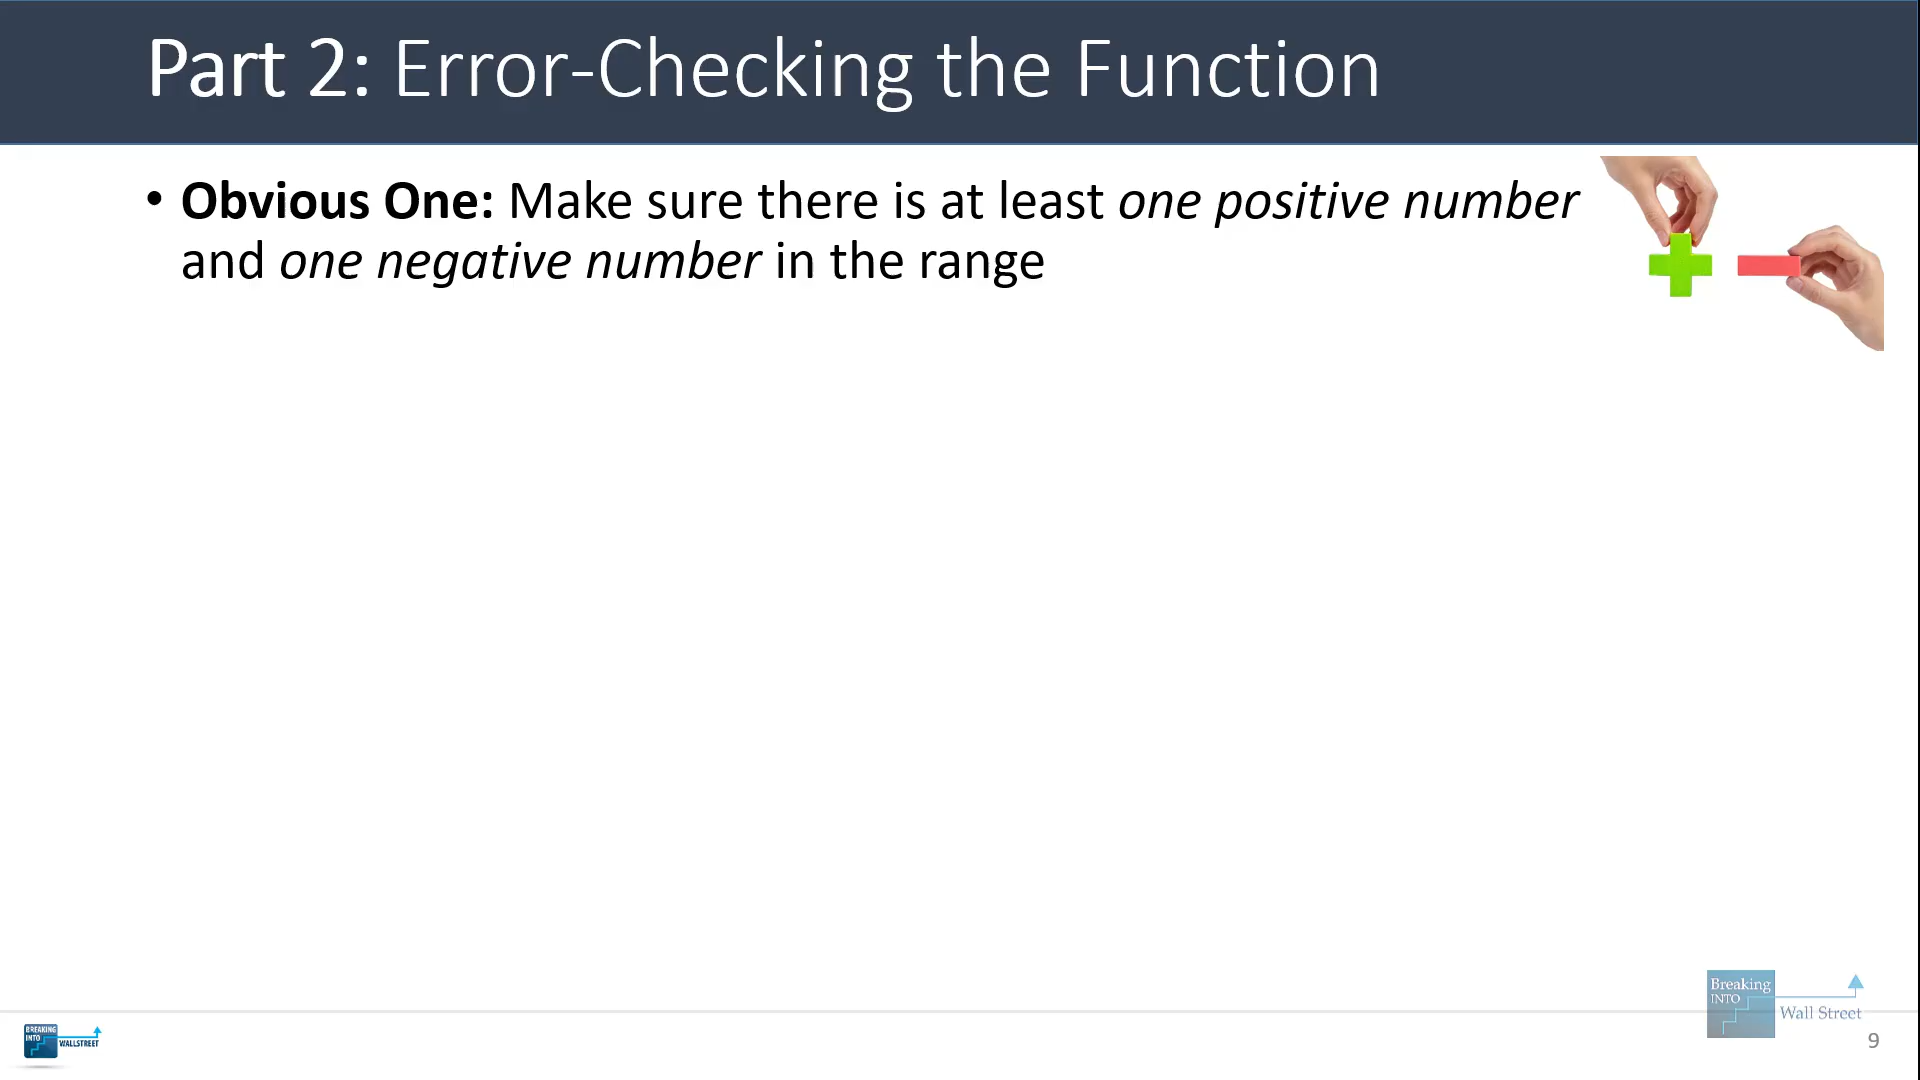 Part 2: Error-Checking the Function
• Obvious One: Make sure there is at least one positive number
and one negative number in the range
Breaking
INTO
Wall Street
BREAKING
INTO
WALLSTREET
9